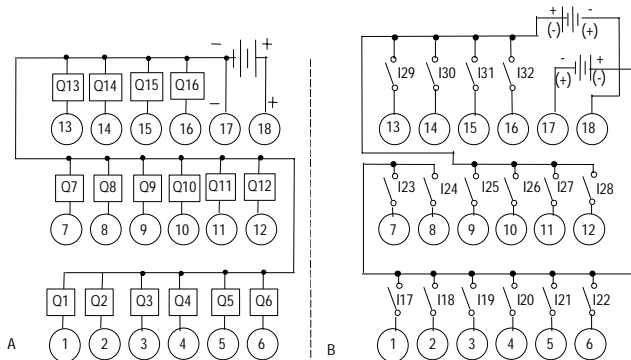 − + + -
(-) (+)
- +
(+) (-)
Q13 Q14 Q15 Q16 − + I29 I30 I31 I32
13 14 15 16 17 18 13 14 15 16 17 18
Q7 Q8 Q9 Q10 Q11 Q12 I23 I24 I25 I26 I27 I28
7 8 9 10 11 12 7 8 9 10 11 12
Q1 Q2 Q3 Q4 Q5 Q6 I17 I18 I19 I20 I21 I22
A 1 2 3 4 5 6 B 1 2 3 4 5 6